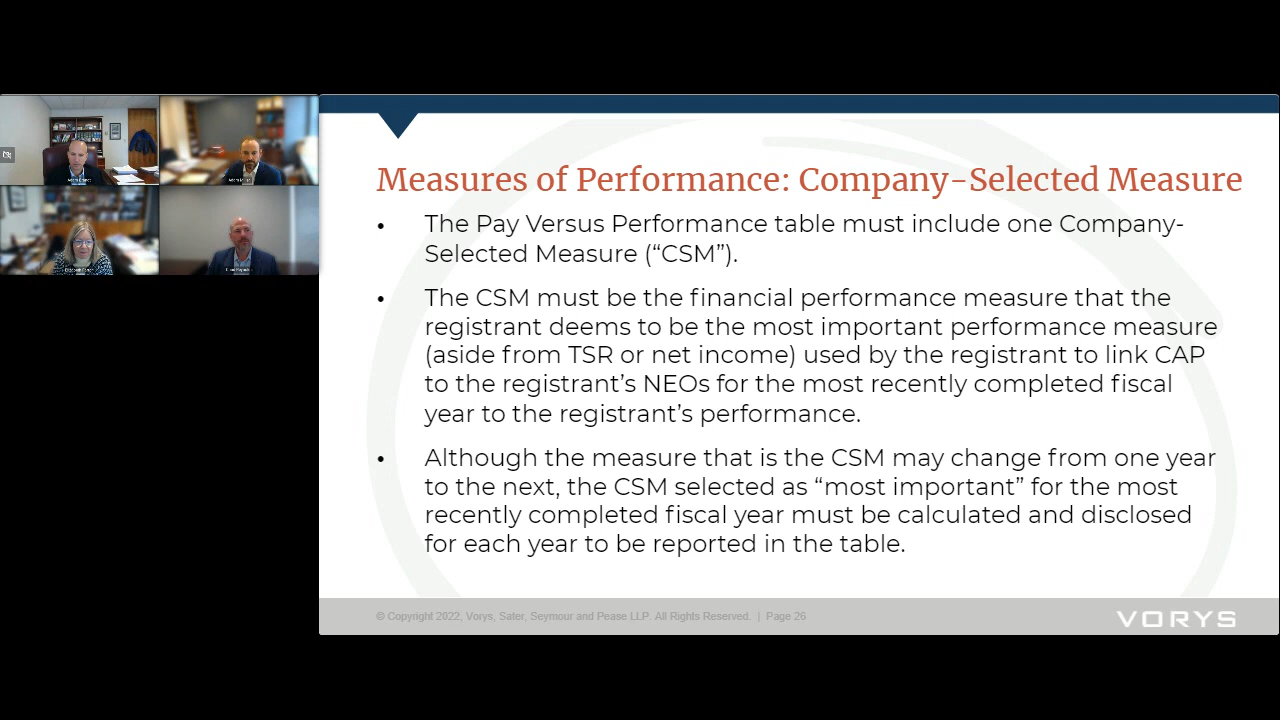 Measures of Performance: Company-Selected Measure
• The Pay Versus Performance table must include one Company-
Selected Measure (“CSM”).
• The CSM must be the financial performance measure that the
registrant deems to be the most important performance measure
(aside from TSR or net income) used by the registrant to link CAP
to the registrant’s NEOs for the most recently completed fiscal
year to the registrant’s performance.
• Although the measure that is the CSM may change from one year
to the next, the CSM selected as “most important” for the most
recently completed fiscal year must be calculated and disclosed
for each year to be reported in the table.
© Copyright 2022, Vorys, Sater, Seymour and Pease LLP. All Rights Reserved. | Page 26
VORYS